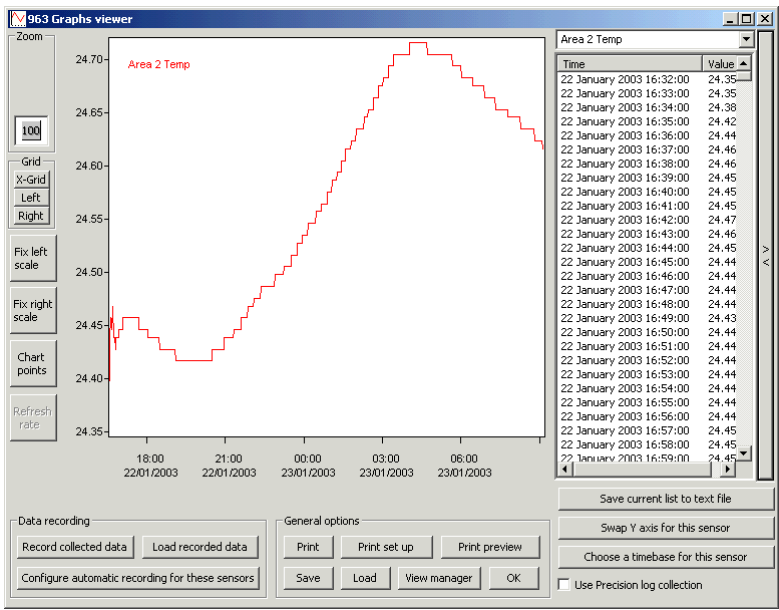 963 Graphs viewer
Zoom
100
Grid
X-Grid
Left
Right
Fix left
scale
Fix right
scale
Chart
points
Refresh
rate
Area 2 Temp
24.70
24.65
24.60
24.55
24.50
24.45
24.40
24.35
18:00 21:00 00:00 03:00 06:00
22/01/2003 22/01/2003 23/01/2003 23/01/2003 23/01/2003
Area 2 Temp
Time Value
22 January 2003 16:32:00 24.35
22 January 2003 16:33:00 24.35
22 January 2003 16:34:00 24.38
22 January 2003 16:35:00 24.42
22 January 2003 16:36:00 24.44
22 January 2003 16:37:00 24.46
22 January 2003 16:38:00 24.46
22 January 2003 16:39:00 24.45
22 January 2003 16:40:00 24.45
22 January 2003 16:41:00 24.45
22 January 2003 16:42:00 24.47
22 January 2003 16:43:00 24.46
22 January 2003 16:44:00 24.45
22 January 2003 16:45:00 24.44
22 January 2003 16:46:00 24.44
22 January 2003 16:47:00 24.44
22 January 2003 16:48:00 24.44
22 January 2003 16:49:00 24.43
22 January 2003 16:50:00 24.44
22 January 2003 16:51:00 24.44
22 January 2003 16:52:00 24.44
22 January 2003 16:53:00 24.44
22 January 2003 16:54:00 24.44
22 January 2003 16:55:00 24.44
22 January 2003 16:56:00 24.44
22 January 2003 16:57:00 24.45
22 January 2003 16:58:00 24.45
22 January 2003 16:59:00 24.45
>
<
Save current list to text file
Swap Y axis for this sensor
Choose a timebase for this sensor
Use Precision log collection
Data recording
Record collected data Load recorded data
Configure automatic recording for these sensors
General options
Print Print set up Print preview
Save Load View manager OK